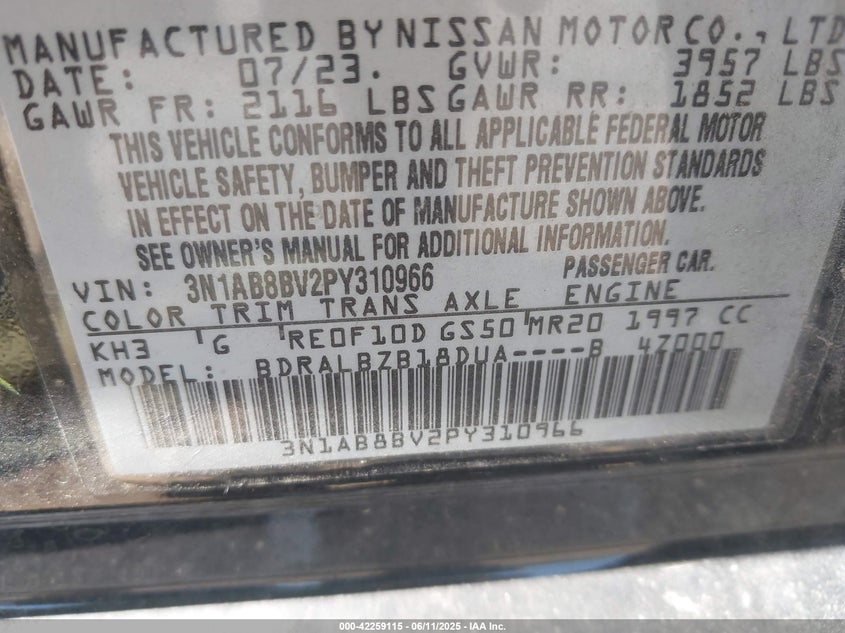 MANUFACTURED BY NISSAN MOTOR CO., LTD
DATE: 07/23. GVWR: 3957 LBS
GAWR FR: 2116 LBS GAWR RR: 1852 LBS
THIS VEHICLE CONFORMS TO ALL APPLICABLE FEDERAL MOTOR
VEHICLE SAFETY, BUMPER AND THEFT PREVENTION STANDARDS
IN EFFECT ON THE DATE OF MANUFACTURE SHOWN ABOVE.
SEE OWNER'S MANUAL FOR ADDITIONAL INFORMATION.
VIN: 3N1AB8BV2PY310966 PASSENGER CAR.
COLOR TRIM TRANS AXLE ENGINE
KH3 G RE0F10D GS50 MR20 1997 CC
MODEL: BDRALBZB18DUA----B 4Z000
3N1AB8BV2PY310966
000-42259115 - 06/11/2025 - IAA Inc.